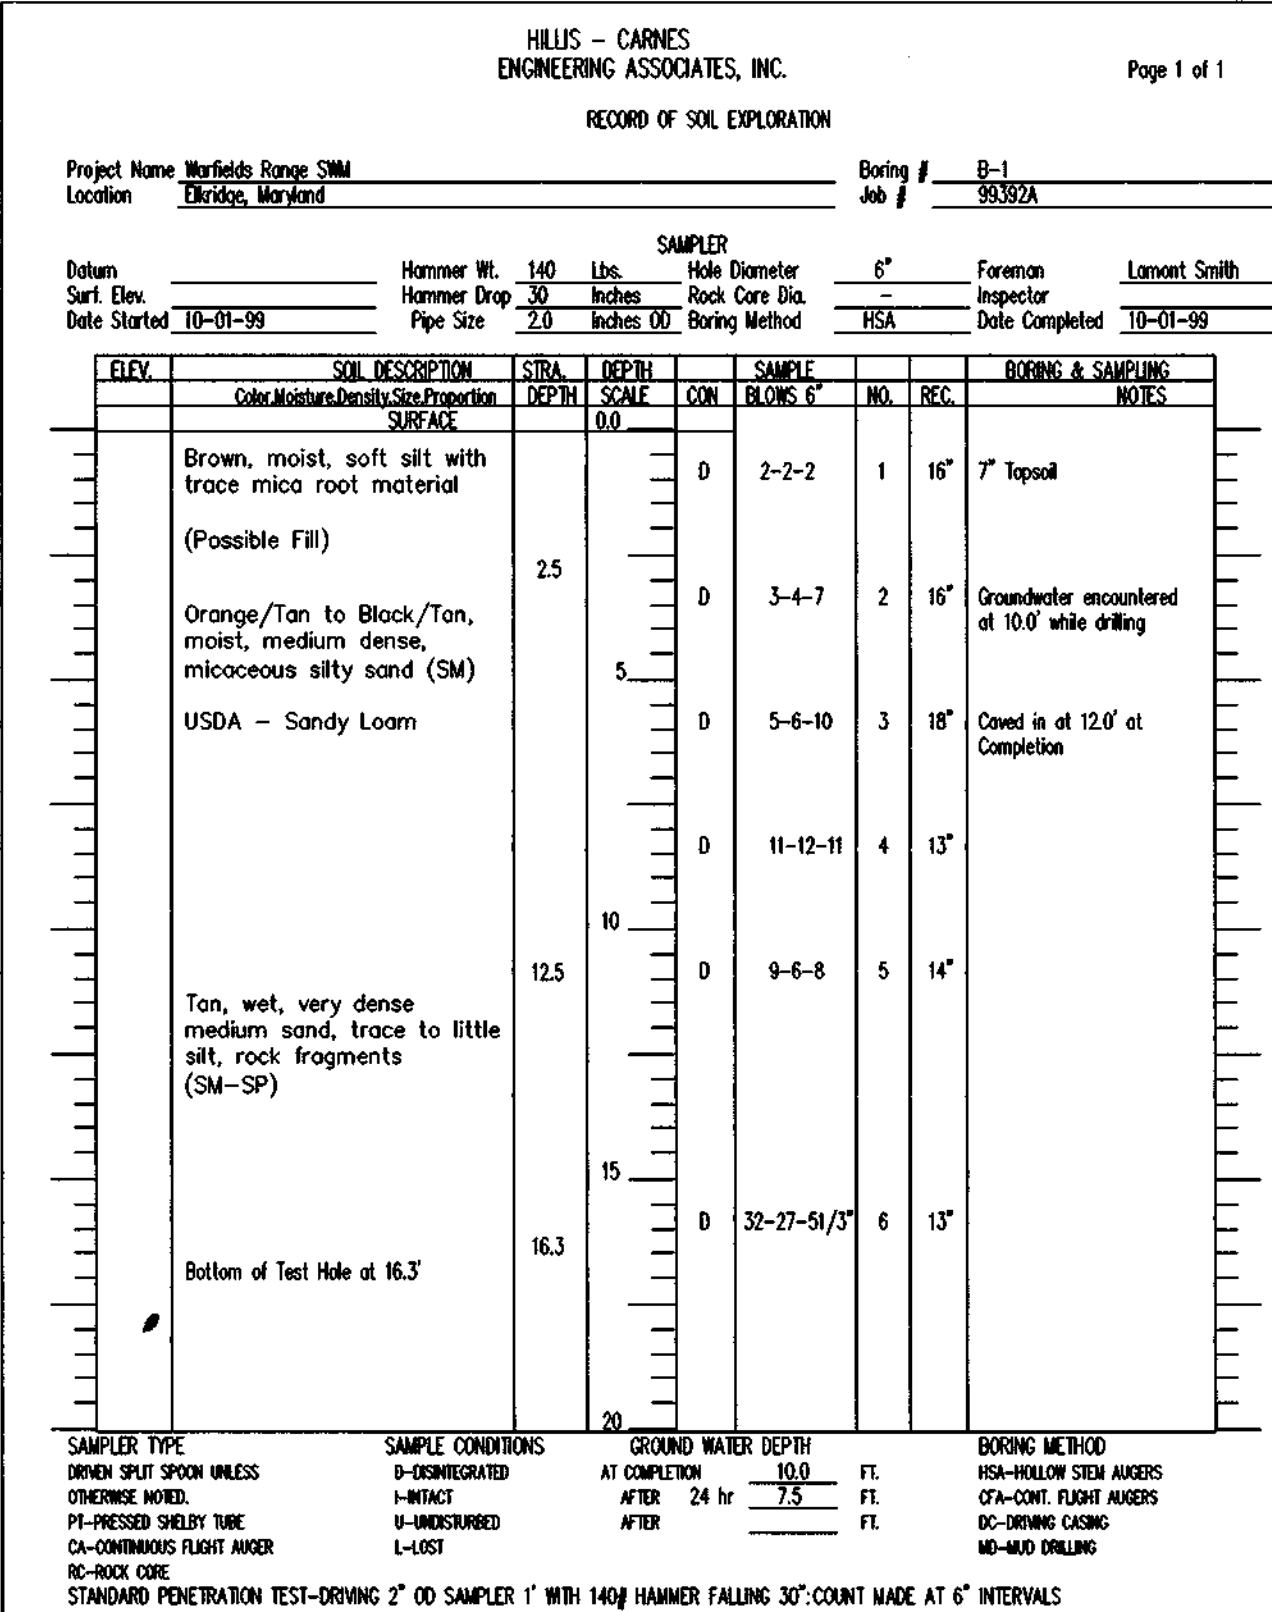 HILLIS - CARNES
ENGINEERING ASSOCIATES, INC.
Page 1 of 1
RECORD OF SOIL EXPLORATION
Project Name Warfields Range SWM Boring # B-1
Location Elkridge, Maryland Job # 99392A
SAMPLER
Datum Hammer Wt. 140 Lbs. Hole Diameter 6" Foreman Lamont Smith
Surf. Elev. Hammer Drop 30 Inches Rock Core Dia. - Inspector
Date Started 10-01-99 Pipe Size 2.0 Inches OD Boring Method HSA Date Completed 10-01-99
ELEV. SOIL DESCRIPTION STRA. DEPTH SAMPLE BORING & SAMPLING
Color,Moisture,Density,Size,Proportion DEPTH SCALE CON BLOWS 6" NO. REC. NOTES
SURFACE 0.0
Brown, moist, soft silt with
trace mica root material
D 2-2-2 1 16" 7" Topsoil
(Possible Fill)
2.5
D 3-4-7 2 16" Groundwater encountered
at 10.0' while drilling
Orange/Tan to Black/Tan,
moist, medium dense,
micaceous silty sand (SM)
5
USDA - Sandy Loam
D 5-6-10 3 18" Caved in at 12.0' at
Completion
D 11-12-11 4 13"
10
12.5 D 9-6-8 5 14"
Tan, wet, very dense
medium sand, trace to little
silt, rock fragments
(SM-SP)
15
D 32-27-51/3" 6 13"
16.3
Bottom of Test Hole at 16.3'
20
SAMPLER TYPE SAMPLE CONDITIONS GROUND WATER DEPTH BORING METHOD
DRIVEN SPLIT SPOON UNLESS D-DISINTEGRATED AT COMPLETION 10.0 FT. HSA-HOLLOW STEM AUGERS
OTHERWISE NOTED. I-INTACT AFTER 24 hr 7.5 FT. CFA-CONT. FLIGHT AUGERS
PT-PRESSED SHELBY TUBE U-UNDISTURBED AFTER FT. DC-DRIVING CASING
CA-CONTINUOUS FLIGHT AUGER L-LOST MD-MUD DRILLING
RC-ROCK CORE
STANDARD PENETRATION TEST-DRIVING 2" OD SAMPLER 1' WITH 140# HAMMER FALLING 30":COUNT MADE AT 6" INTERVALS